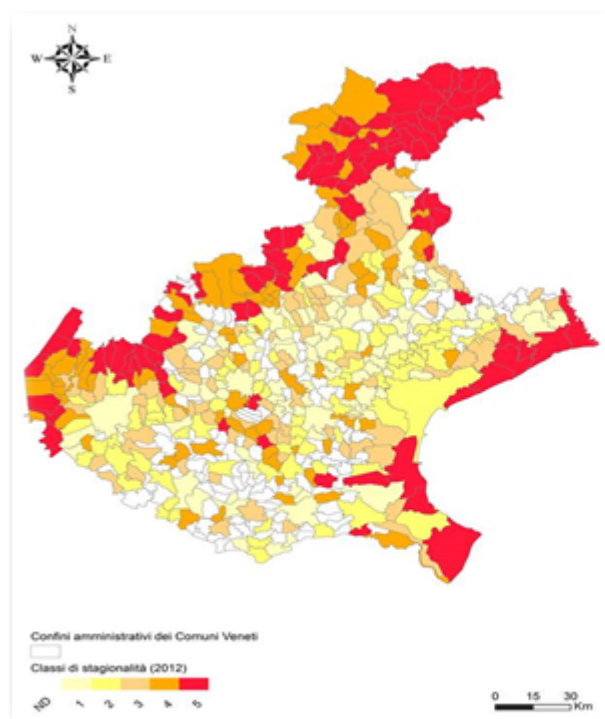 N
W E
S
Confini amministrativi dei Comuni Veneti
Classi di stagionalità (2012)
ND 1 2 3 4 5
0 15 30
Km